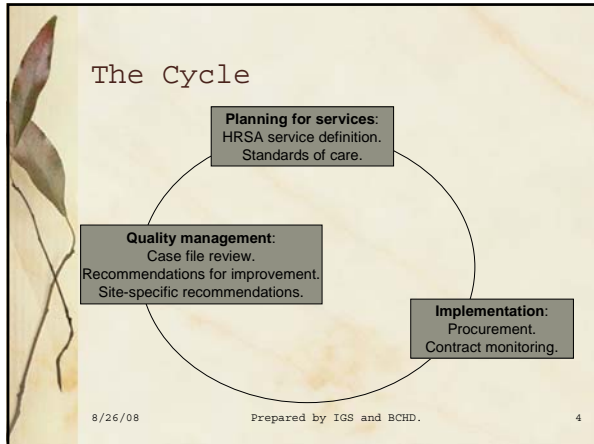 The Cycle
Planning for services:
HRSA service definition.
Standards of care.
Quality management:
Case file review.
Recommendations for improvement.
Site-specific recommendations.
Implementation:
Procurement.
Contract monitoring.
8/26/08 Prepared by IGS and BCHD. 4